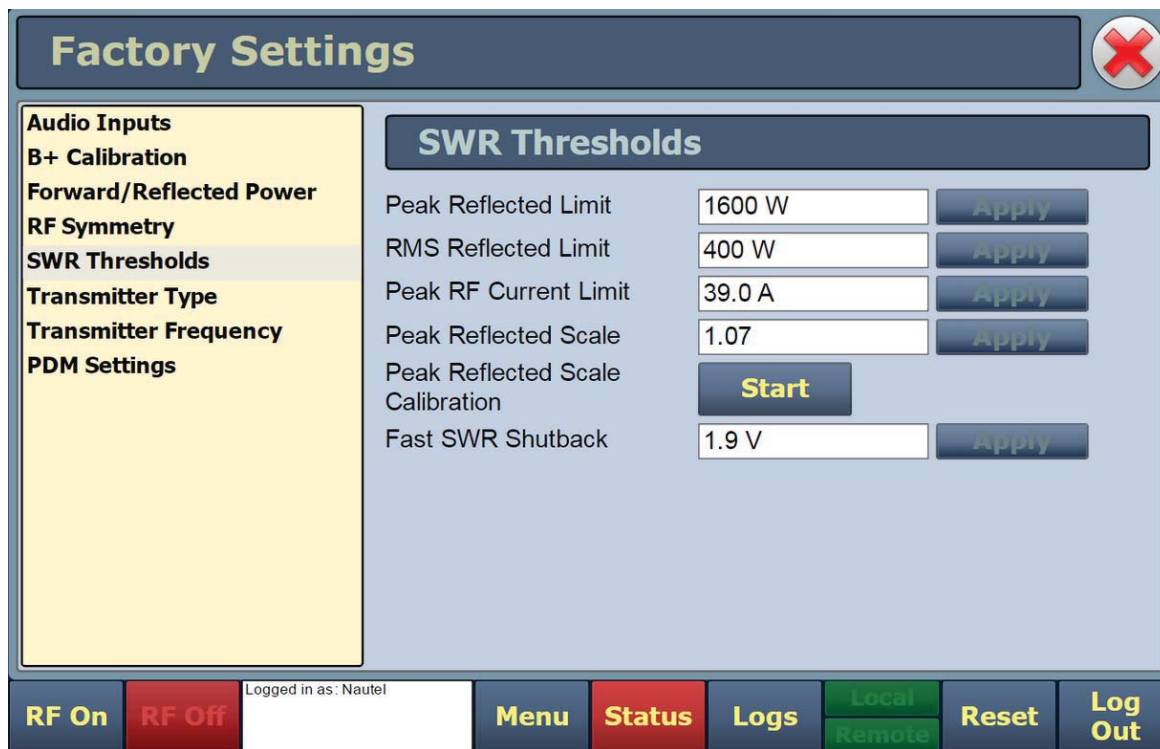 Factory Settings
Audio Inputs
B+ Calibration
Forward/Reflected Power
RF Symmetry
SWR Thresholds
Transmitter Type
Transmitter Frequency
PDM Settings
SWR Thresholds
Peak Reflected Limit 1600 W Apply
RMS Reflected Limit 400 W Apply
Peak RF Current Limit 39.0 A Apply
Peak Reflected Scale 1.07 Apply
Peak Reflected Scale
Calibration
Start
Fast SWR Shutback 1.9 V Apply
RF On
RF Off
Logged in as: Nautel
Menu
Status
Logs
Local
Remote
Reset
Log
Out